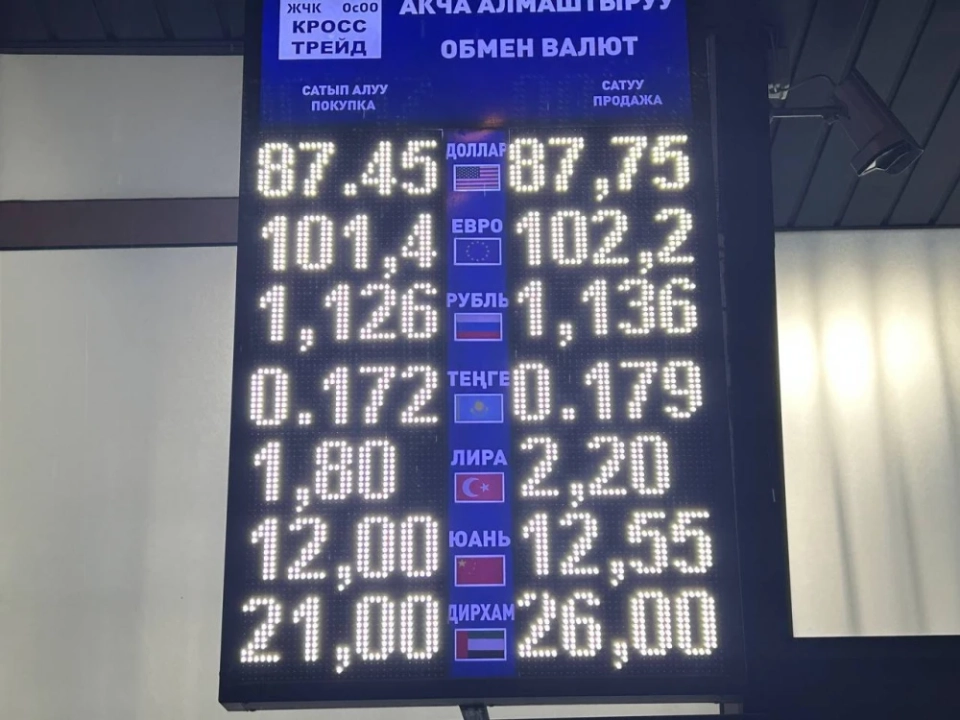 ЖЧК ОсОО
КРОСС
ТРЕЙД
АКЧА АЛМАШТЫРУУ
ОБМЕН ВАЛЮТ
САТЫП АЛУУ
ПОКУПКА
САТУУ
ПРОДАЖА
87.45 ДОЛЛАР 87,75
101,4 ЕВРО 102,2
1,126 РУБЛЬ 1,136
0.172 ТЕҢГЕ 0.179
1,80 ЛИРА 2,20
12,00 ЮАНЬ 12,55
21,00 ДИРХАМ 26,00